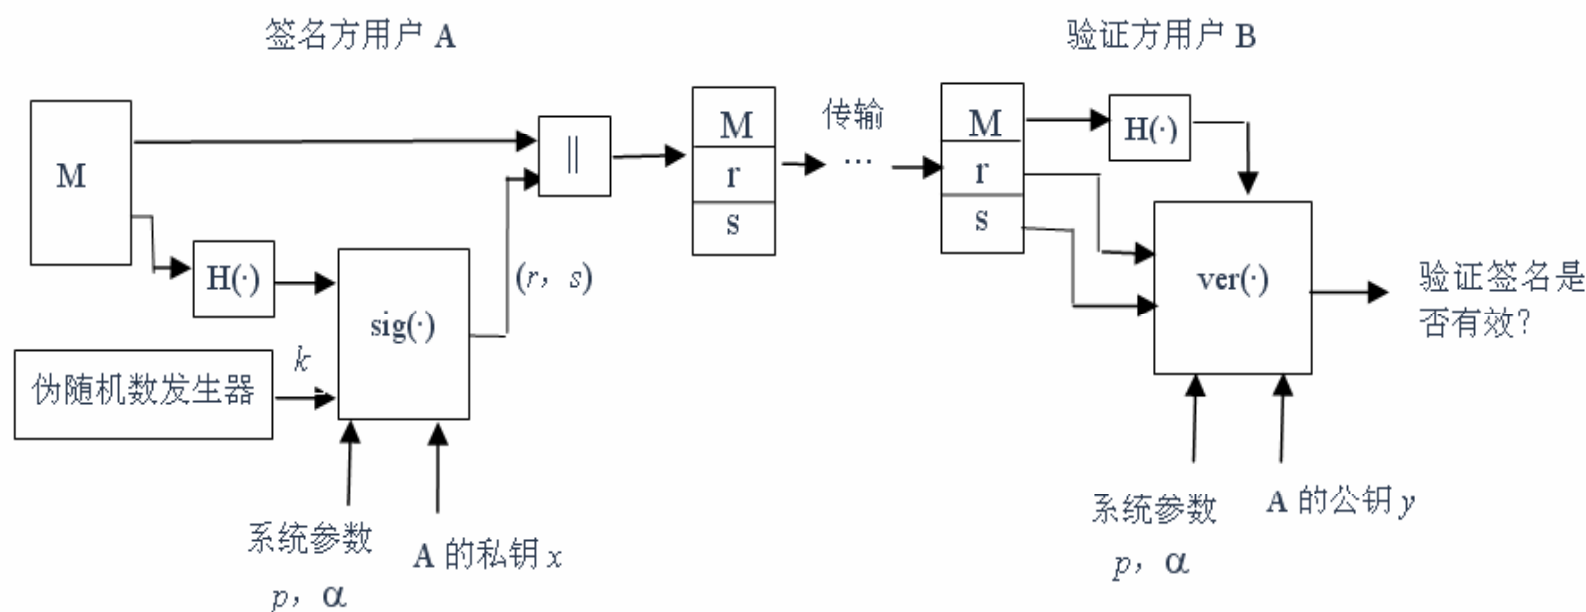 签名方用户 A
验证方用户 B
M
H(·)
伪随机数发生器
k
sig(·)
系统参数
p, α
A 的私钥 x
(r, s)
||
M
r
s
传输
…
M
r
s
H(·)
ver(·)
系统参数
p, α
A 的公钥 y
验证签名是
否有效?